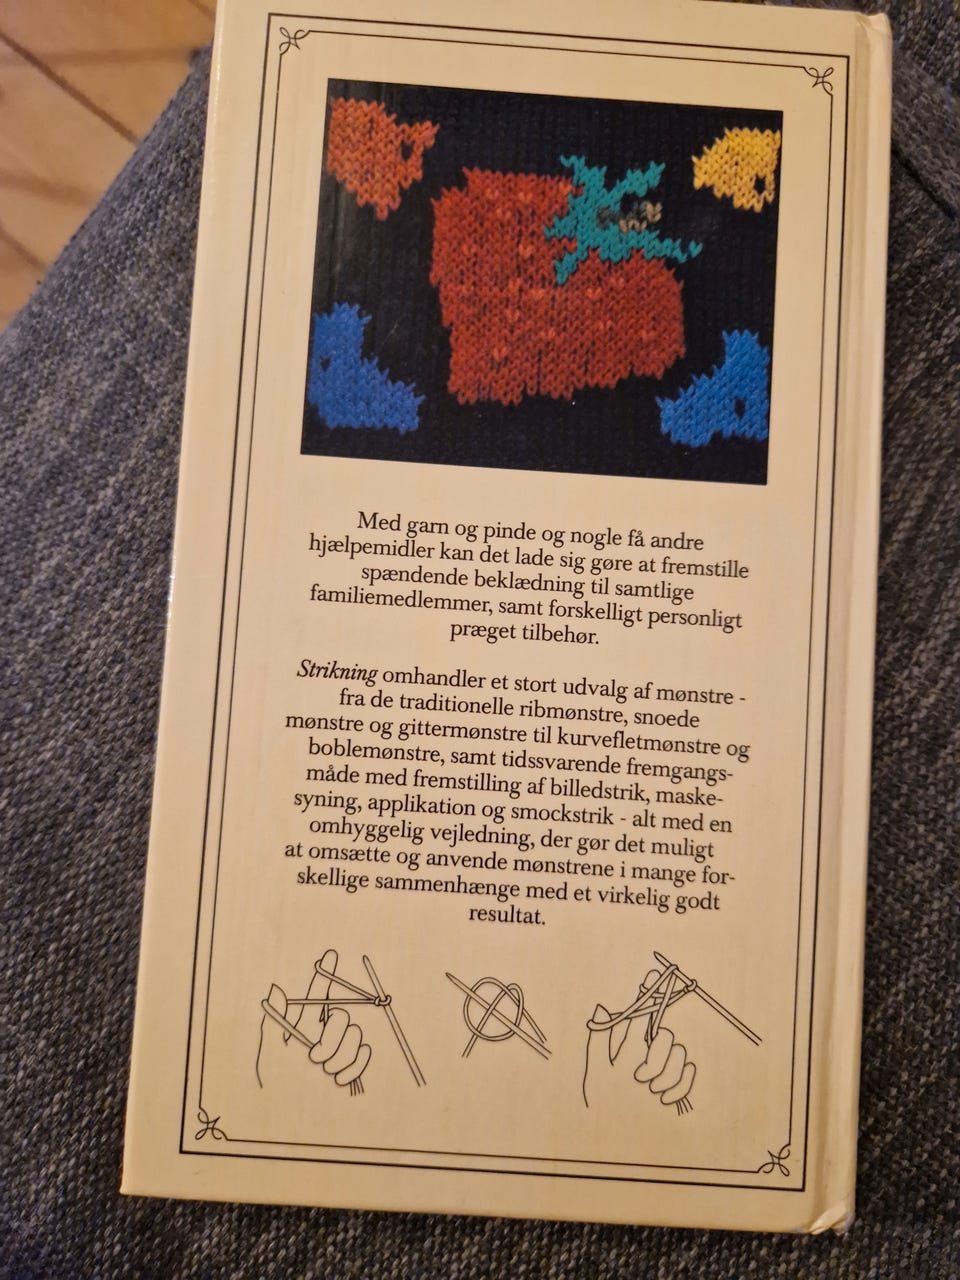 Med garn og pinde og nogle få andre
hjælpemidler kan det lade sig gøre at fremstille
spændende beklædning til samtlige
familiemedlemmer, samt forskelligt personligt
præget tilbehør.
Strikning omhandler et stort udvalg af mønstre -
fra de traditionelle ribmønstre, snoede
mønstre og gittermønstre til kurvefletmønstre og
boblemønstre, samt tidssvarende fremgangs-
måde med fremstilling af billedstrik, maske-
syning, applikation og smockstrik - alt med en
omhyggelig vejledning, der gør det muligt
at omsætte og anvende mønstrene i mange for-
skellige sammenhænge med et virkelig godt
resultat.